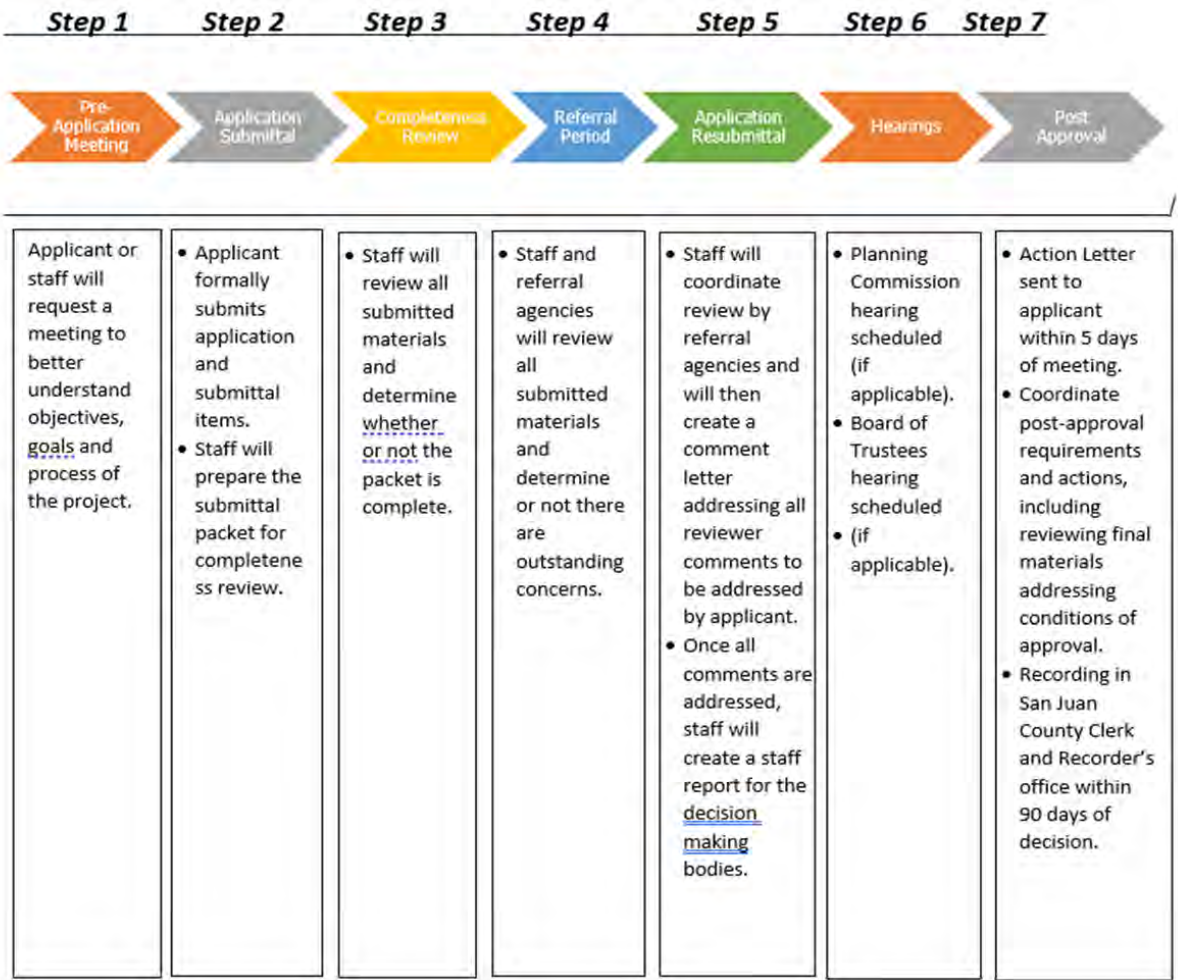 Step 1 Step 2 Step 3 Step 4 Step 5 Step 6 Step 7
Pre-
Application
Meeting
Application
Submittal
Completeness
Review
Referral
Period
Application
Resubmittal
Hearings
Post
Approval
Applicant or
staff will
request a
meeting to
better
understand
objectives,
goals and
process of
the project.
• Applicant
formally
submits
application
and
submittal
items.
• Staff will
prepare the
submittal
packet for
completene
ss review.
• Staff will
review all
submitted
materials
and
determine
whether
or not the
packet is
complete.
• Staff and
referral
agencies
will review
all
submitted
materials
and
determine
or not there
are
outstanding
concerns.
• Staff will
coordinate
review by
referral
agencies and
will then
create a
comment
letter
addressing all
reviewer
comments to
be addressed
by applicant.
• Once all
comments are
addressed,
staff will
create a staff
report for the
decision
making
bodies.
• Planning
Commission
hearing
scheduled
(if
applicable).
• Board of
Trustees
hearing
scheduled
• (if
applicable).
• Action Letter
sent to
applicant
within 5 days
of meeting.
• Coordinate
post-approval
requirements
and actions,
including
reviewing final
materials
addressing
conditions of
approval.
• Recording in
San Juan
County Clerk
and Recorder's
office within
90 days of
decision.